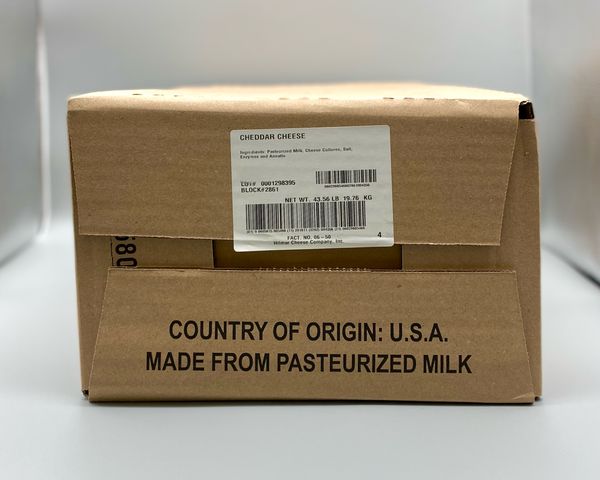 CHEDDAR CHEESE
Ingredients: Pasteurized Milk, Cheese Cultures, Salt,
Enzymes and Annatto
LOT# 0001298395
BLOCK#2861
NET WT. 43.56 LB 19.76 KG
FACT. NO. 06-50
4
Hilmar Cheese Company, Inc
COUNTRY OF ORIGIN: U.S.A.
MADE FROM PASTEURIZED MILK